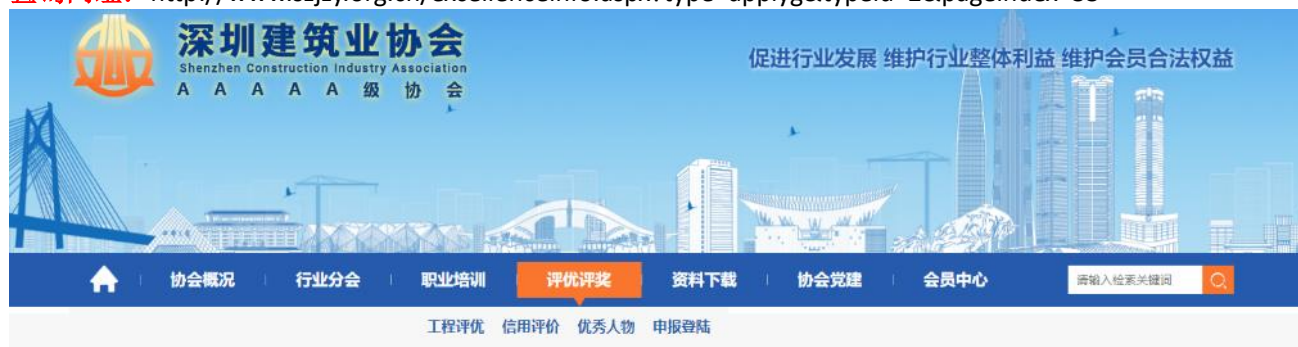 深圳建筑业协会
Shenzhen Construction Industry Association
A A A A A 级 协 会
促进行业发展 维护行业整体利益 维护会员合法权益
协会概况 行业分会 职业培训 评优评奖 资料下载 协会党建 会员中心 请输入检索关键词
工程评优 信用评价 优秀人物 申报登陆